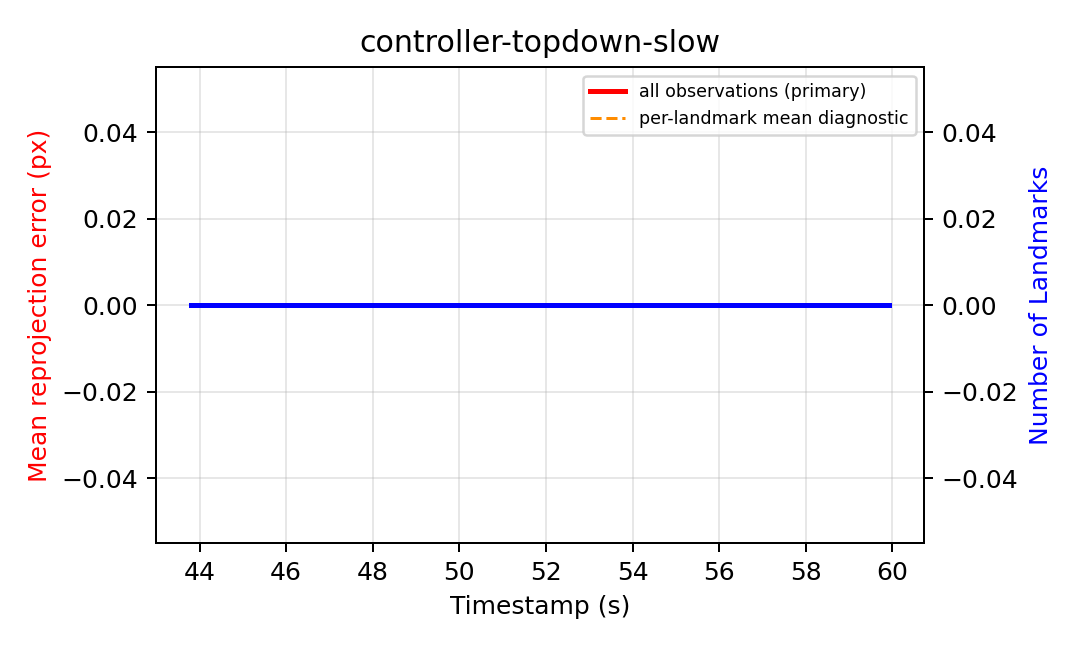 controller-topdown-slow
all observations (primary)
per-landmark mean diagnostic
Mean reprojection error (px)
0.04
0.02
0.00
−0.02
−0.04
0.04
0.02
0.00
−0.02
−0.04
Number of Landmarks
44 46 48 50 52 54 56 58 60
Timestamp (s)